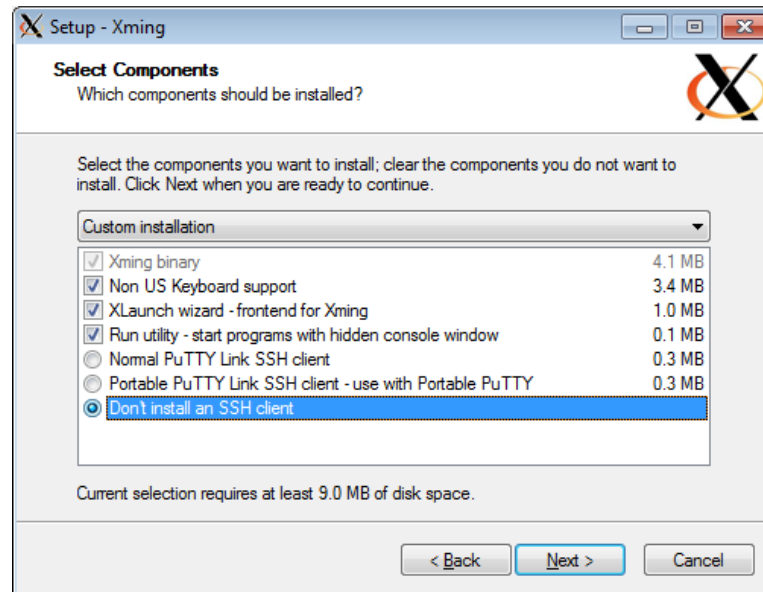 Setup - Xming
Select Components
Which components should be installed?
Select the components you want to install; clear the components you do not want to
install. Click Next when you are ready to continue.
Custom installation
Xming binary 4.1 MB
Non US Keyboard support 3.4 MB
XLaunch wizard - frontend for Xming 1.0 MB
Run utility - start programs with hidden console window 0.1 MB
Normal PuTTY Link SSH client 0.3 MB
Portable PuTTY Link SSH client - use with Portable PuTTY 0.3 MB
Don't install an SSH client
Current selection requires at least 9.0 MB of disk space.
< Back Next > Cancel